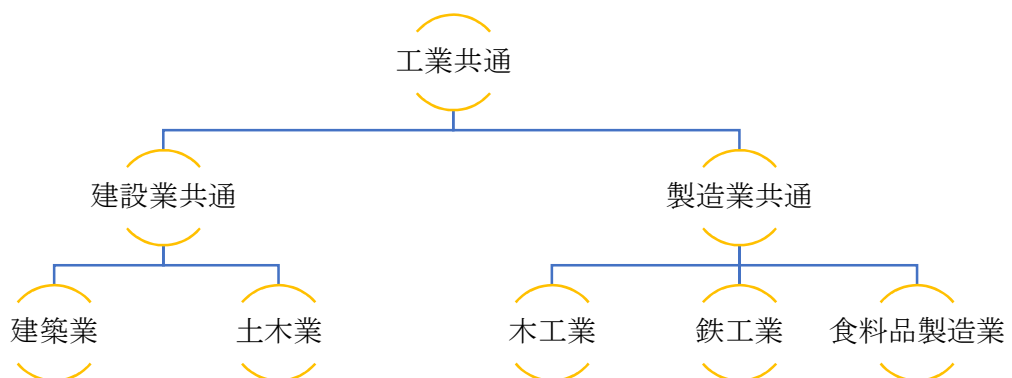 工業共通
建設業共通
製造業共通
建築業
土木業
木工業
鉄工業
食料品製造業